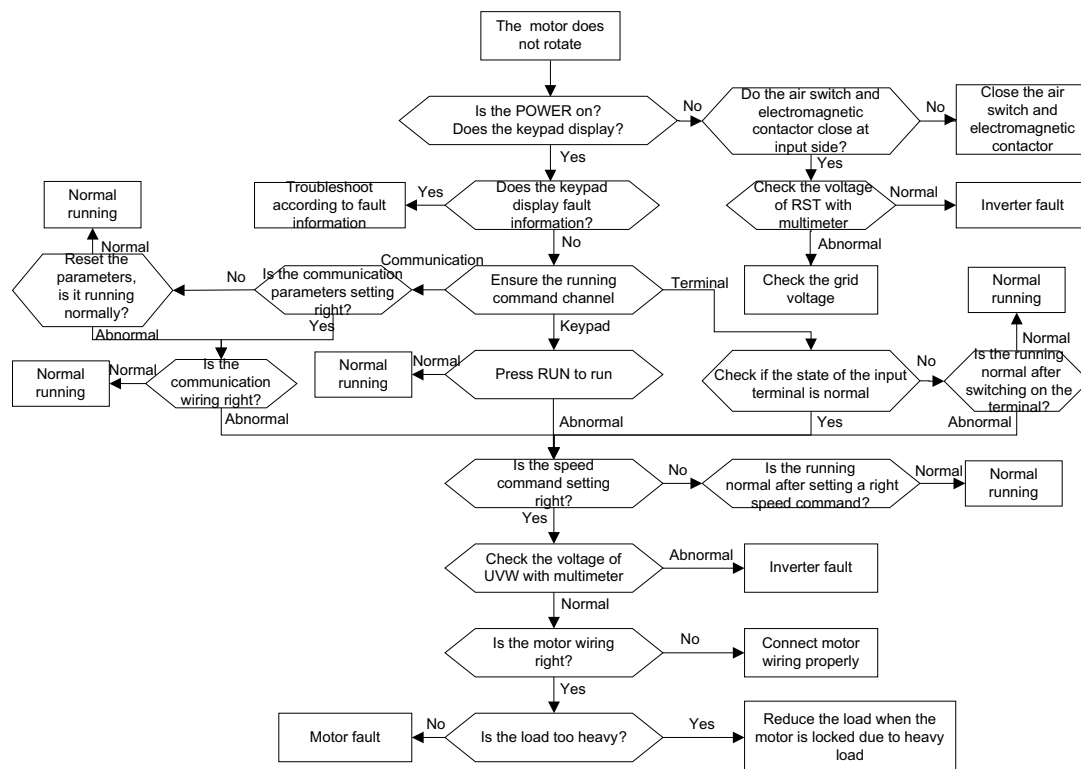 The motor does
not rotate
Is the POWER on?
Does the keypad display?
No
Do the air switch and
electromagnetic
contactor close at
input side?
No
Close the air
switch and
electromagnetic
contactor
Yes
Yes
Troubleshoot
according to fault
information
Yes
Does the keypad
display fault
information?
Check the voltage
of RST with
multimeter
Normal
Inverter fault
Normal
running
No
Abnormal
Normal
Reset the
parameters,
is it running
normally?
No
Is the communication
parameters setting
right?
Communication
Ensure the running
command channel
Terminal
Check the grid
voltage
Normal
running
Abnormal
Yes
Keypad
Normal
Normal
running
Normal
Is the
communication
wiring right?
Normal
running
Normal
Press RUN to run
Check if the state of the input
terminal is normal
No
Is the running
normal after
switching on
the terminal?
Abnormal
Abnormal
Yes
Abnormal
Is the speed
command setting
right?
No
Is the running
normal after setting a right
speed command?
Normal
Normal
running
Yes
Check the voltage of
UVW with multimeter
Abnormal
Inverter fault
Normal
Is the motor wiring
right?
No
Connect motor
wiring properly
Yes
Motor fault
No
Is the load too heavy?
Yes
Reduce the load when the
motor is locked due to heavy
load